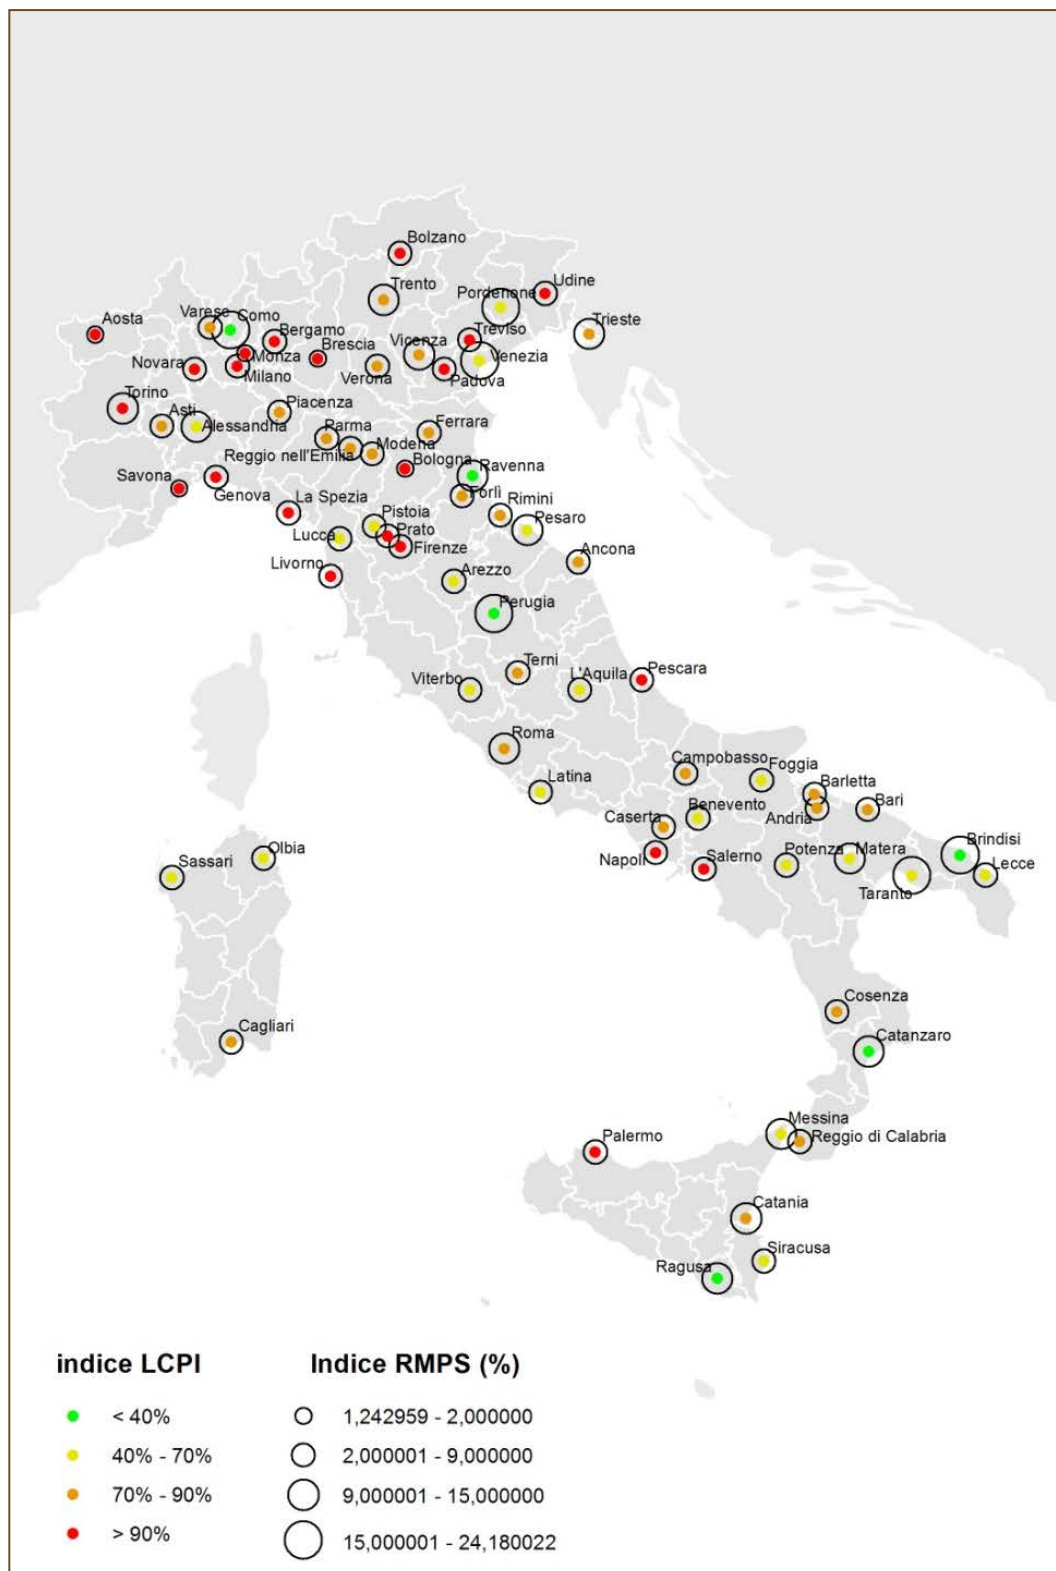 Bolzano
Trento
Udine
Pordenone
Trieste
Aosta
Varese
Como
Bergamo
Brescia
Vicenza
Treviso
Venezia
Novara
Monza
Milano
Verona
Padova
Torino
Asti
Alessandria
Piacenza
Parma
Ferrara
Modena
Reggio nell'Emilia
Bologna
Ravenna
Savona
Genova
Forlì
Rimini
La Spezia
Pistoia
Pesaro
Lucca
Prato
Firenze
Ancona
Livorno
Arezzo
Perugia
Terni
L'Aquila
Pescara
Viterbo
Roma
Campobasso
Foggia
Latina
Barletta
Benevento
Andria
Bari
Caserta
Napoli
Salerno
Potenza
Matera
Brindisi
Lecce
Taranto
Olbia
Sassari
Cosenza
Cagliari
Catanzaro
Messina
Palermo
Reggio di Calabria
Catania
Siracusa
Ragusa
indice LCPI
< 40%
40% - 70%
70% - 90%
> 90%
Indice RMPS (%)
1,242959 - 2,000000
2,000001 - 9,000000
9,000001 - 15,000000
15,000001 - 24,180022